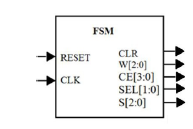 FSM
RESET
CLK
CLR
W[2:0]
CE[3:0]
SEL[1:0]
S[2:0]